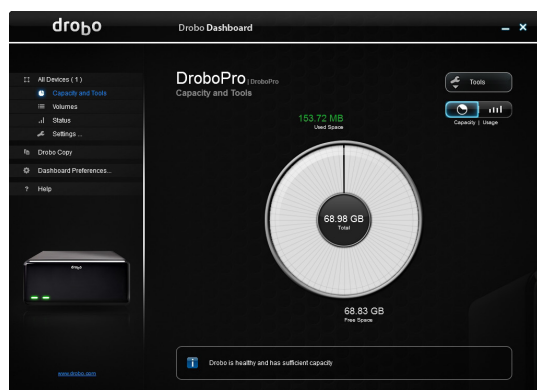 drobo
Drobo Dashboard
All Devices ( 1 )
Capacity and Tools
Volumes
Status
Settings ...
Drobo Copy
Dashboard Preferences...
? Help
drobo
www.drobo.com
DroboPro | DroboPro
Capacity and Tools
Tools
Capacity | Usage
153.72 MB
Used Space
68.98 GB
Total
68.83 GB
Free Space
Drobo is healthy and has sufficient capacity